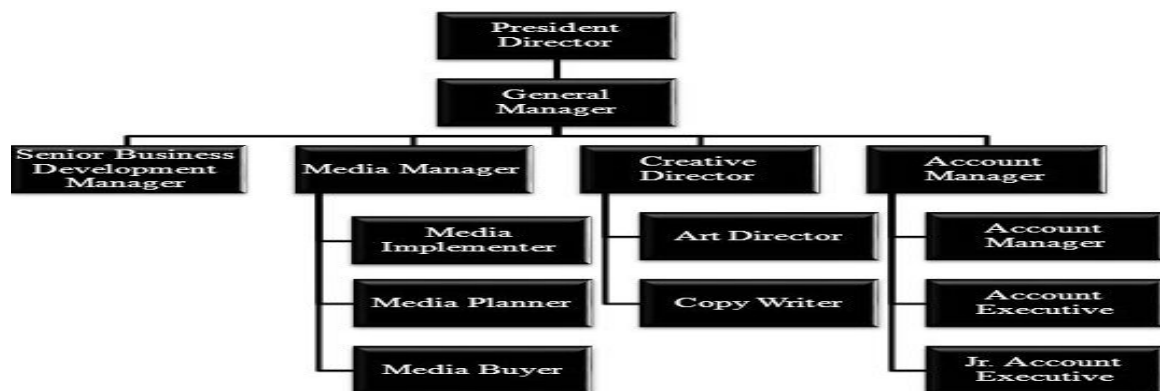 President
Director
General
Manager
Senior Business
Development
Manager
Media Manager
Creative
Director
Account
Manager
Media
Implementer
Art Director
Account
Manager
Media Planner
Copy Writer
Account
Executive
Media Buyer
Jr. Account
Executive